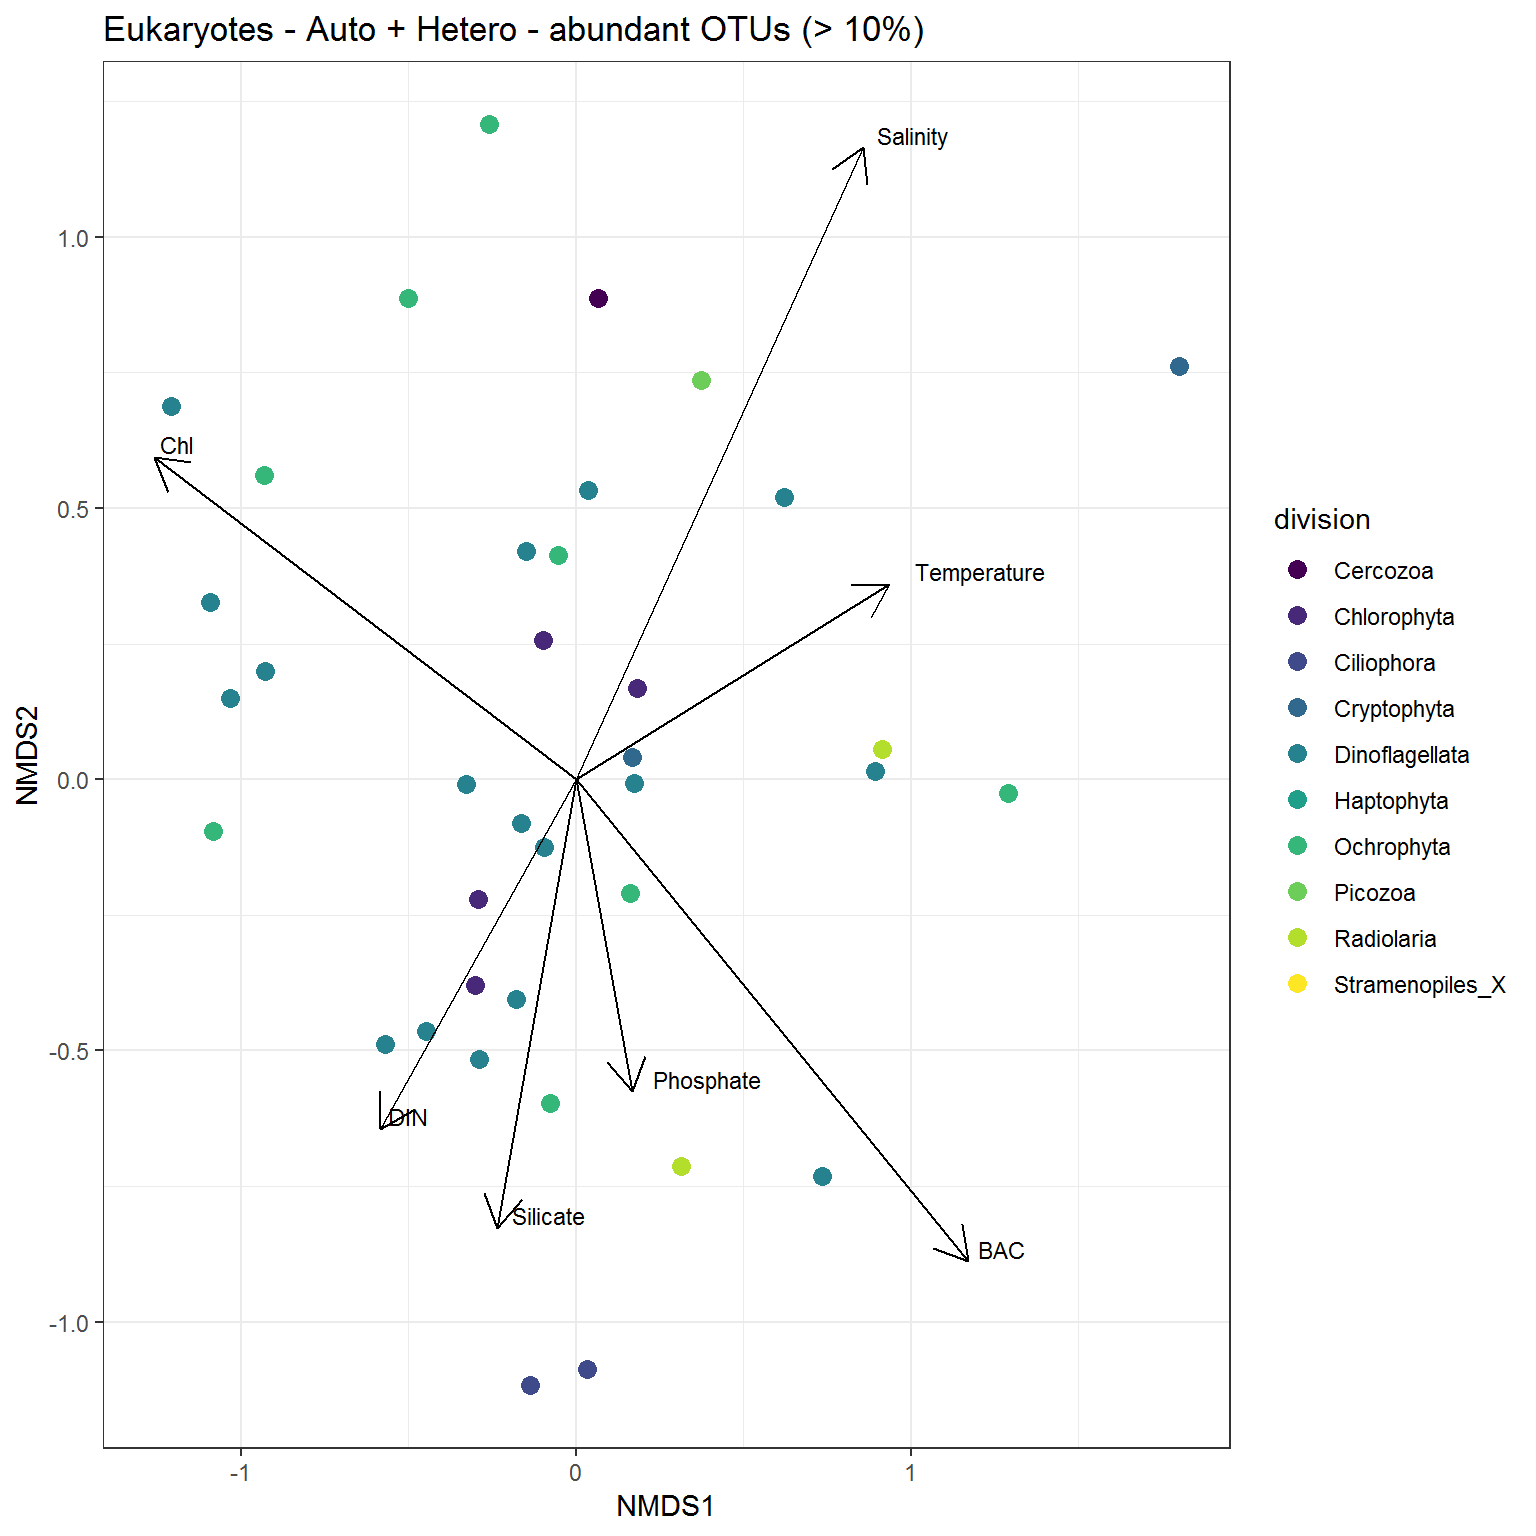 Eukaryotes - Auto + Hetero - abundant OTUs (> 10%)
Salinity
1.0
Chl
0.5
Temperature
division
Cercozoa
Chlorophyta
Ciliophora
Cryptophyta
Dinoflagellata
Haptophyta
Ochrophyta
Picozoa
Radiolaria
Stramenopiles_X
NMDS2
0.0
-0.5
Phosphate
DIN
Silicate
BAC
-1.0
-1
0
1
NMDS1